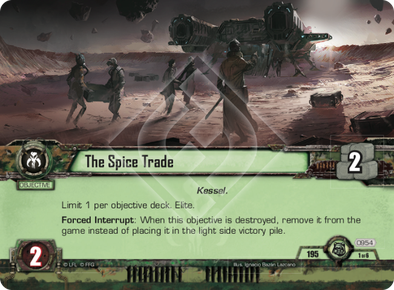 The Spice Trade
2
OBJECTIVE
Kessel.
Limit 1 per objective deck. Elite.
Forced Interrupt: When this objective is destroyed, remove it from the
game instead of placing it in the light side victory pile.
2
© LFL © FFG
195
0954
1 of 6